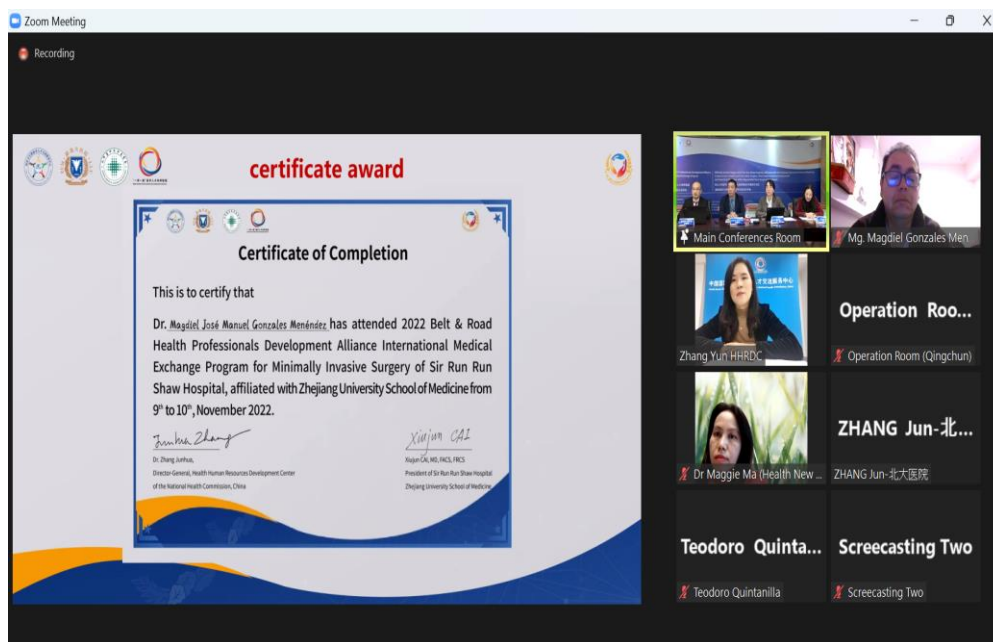 Zoom Meeting
Recording
certificate award
Certificate of Completion
This is to certify that
Dr. Magdiel José Manuel Gonzales Menéndez has attended 2022 Belt & Road
Health Professionals Development Alliance International Medical
Exchange Program for Minimally Invasive Surgery of Sir Run Run
Shaw Hospital, affiliated with Zhejiang University School of Medicine from
9th to 10th, November 2022.
Junhua Zhang
Dr. Zhang Junhua,
Director General, Health Human Resources Development Center
of the National Health Commission, China
Xiujun CAI
Xiujun CAI, MD, FACS, FRCS
President of Sir Run Run Shaw Hospital
Zhejiang University School of Medicine
Main Conferences Room
Mg. Magdiel Gonzales Men
Zhang Yun HHRDC
Operation Roo...
Operation Room (Qingchun)
Dr Maggie Ma (Health New ...
ZHANG Jun-北...
ZHANG Jun-北大医院
Teodoro Quinta...
Teodoro Quintanilla
Screecasting Two
Screecasting Two